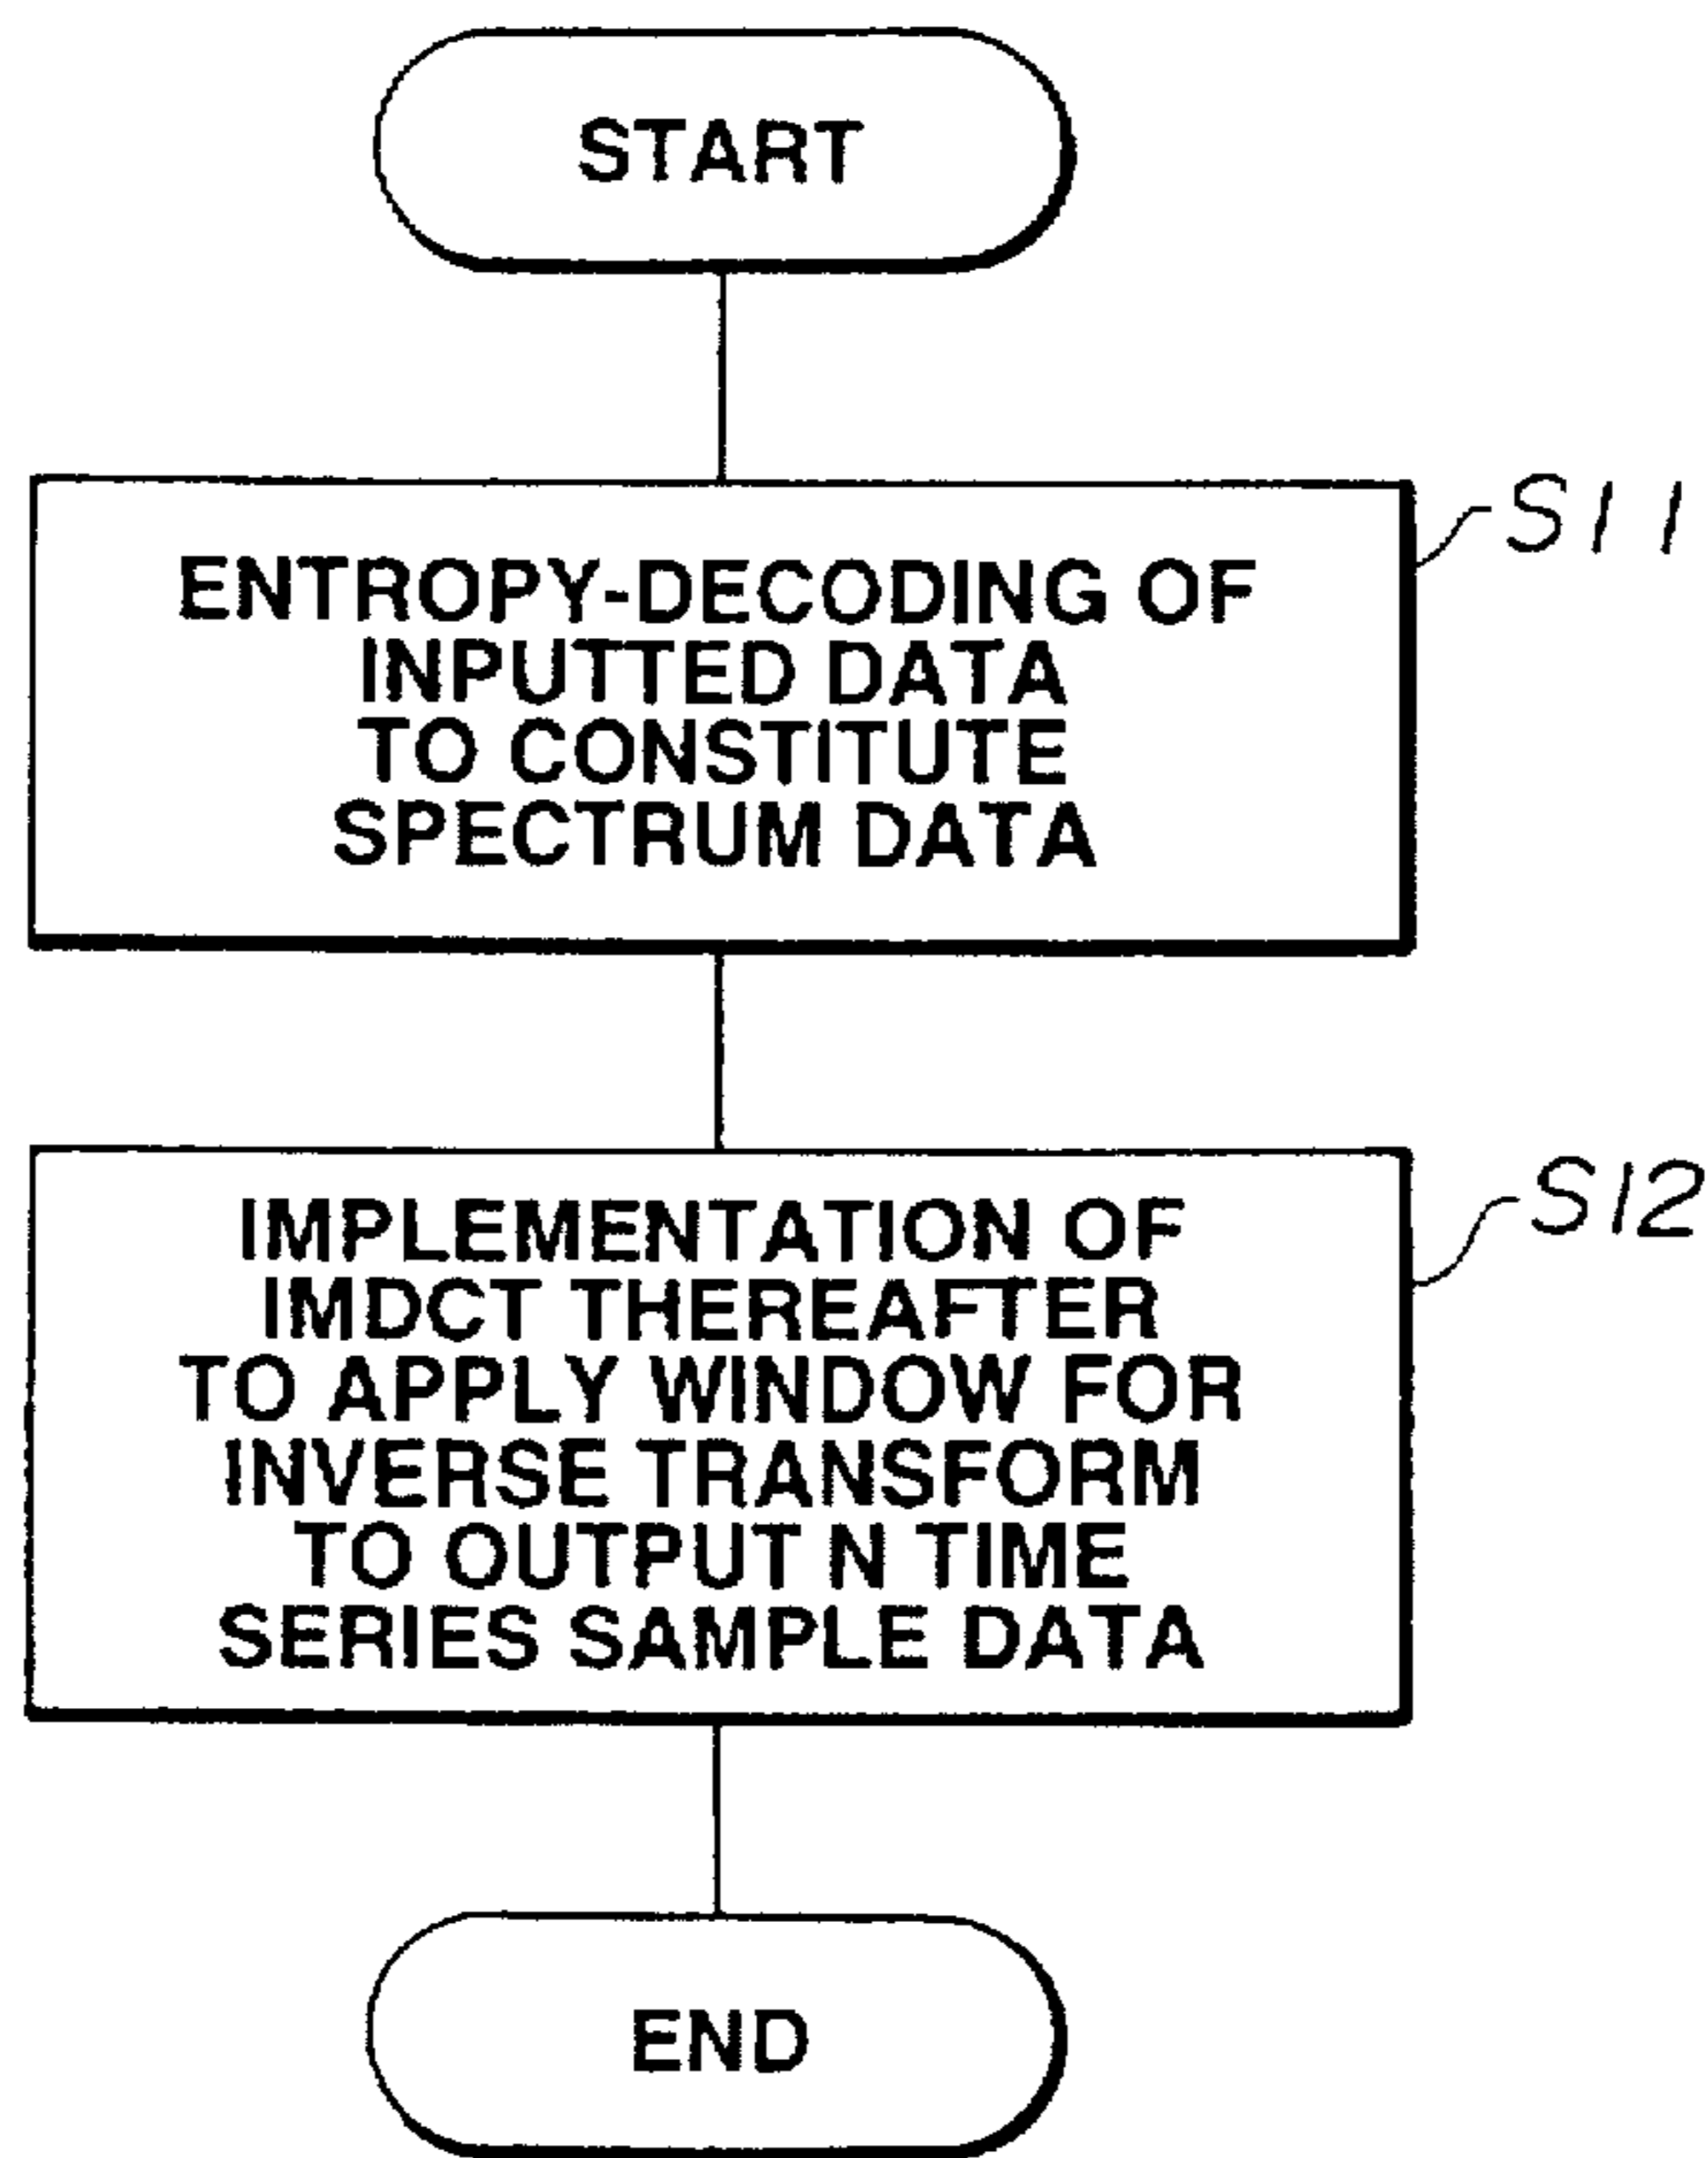 START
S11
ENTROPY-DECODING OF
INPUTTED DATA
TO CONSTITUTE
SPECTRUM DATA
S12
IMPLEMENTATION OF
IMDCT THEREAFTER
TO APPLY WINDOW FOR
INVERSE TRANSFORM
TO OUTPUT N TIME
SERIES SAMPLE DATA
END